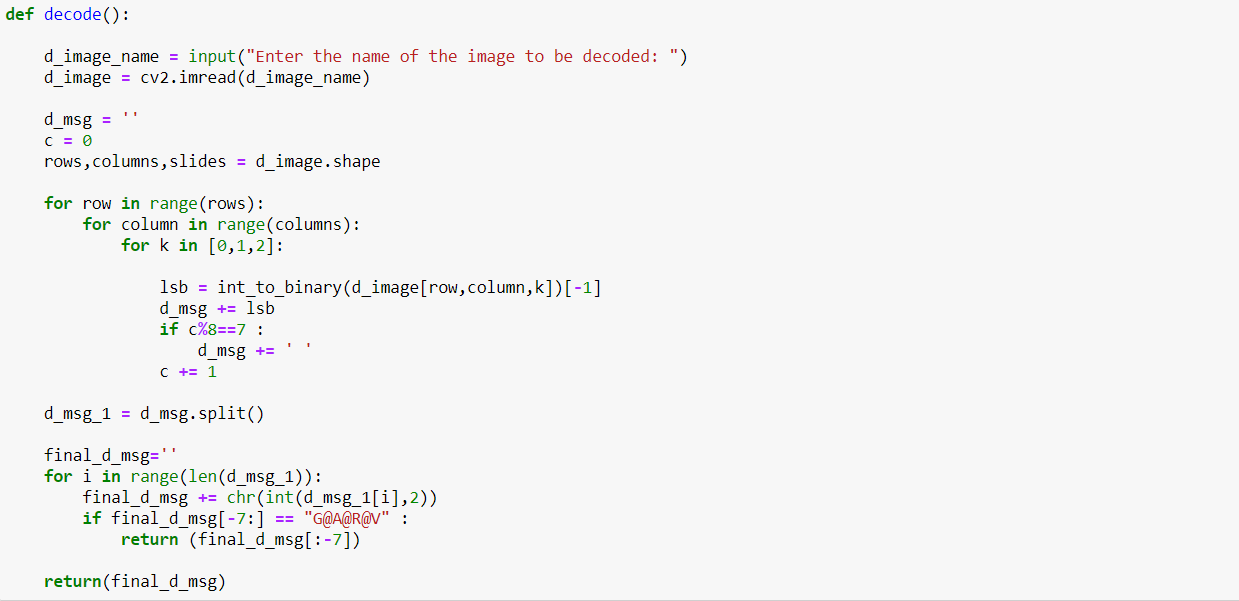 def decode():
    d_image_name = input("Enter the name of the image to be decoded: ")
    d_image = cv2.imread(d_image_name)
    d_msg = ''
    c = 0
    rows,columns,slides = d_image.shape
    for row in range(rows):
        for column in range(columns):
            for k in [0,1,2]:
                lsb = int_to_binary(d_image[row,column,k])[-1]
                d_msg += lsb
                if c%8==7 :
                    d_msg += ' '
                c += 1
    d_msg_1 = d_msg.split()
    final_d_msg=''
    for i in range(len(d_msg_1)):
        final_d_msg += chr(int(d_msg_1[i],2))
        if final_d_msg[-7:] == "G@A@R@V" :
            return (final_d_msg[:-7])
    return(final_d_msg)